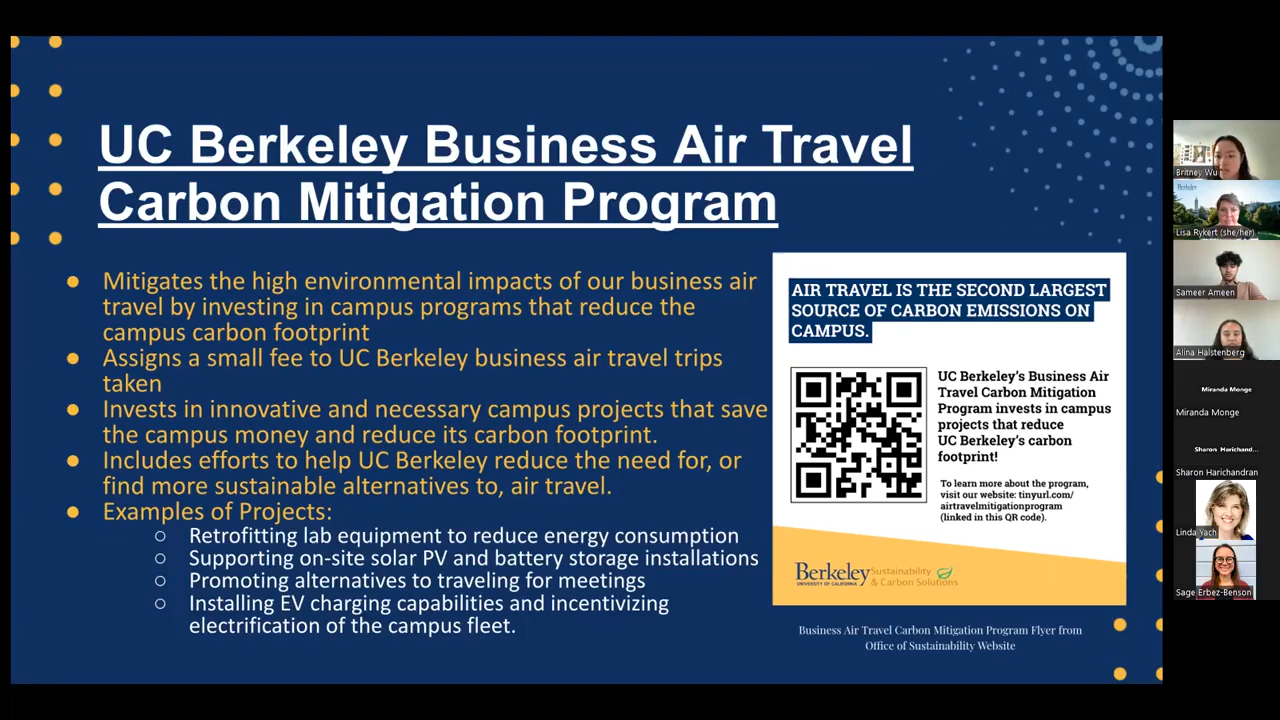 UC Berkeley Business Air Travel
Carbon Mitigation Program
● Mitigates the high environmental impacts of our business air
travel by investing in campus programs that reduce the
campus carbon footprint
● Assigns a small fee to UC Berkeley business air travel trips
taken
● Invests in innovative and necessary campus projects that save
the campus money and reduce its carbon footprint.
● Includes efforts to help UC Berkeley reduce the need for, or
find more sustainable alternatives to, air travel.
● Examples of Projects:
○ Retrofitting lab equipment to reduce energy consumption
○ Supporting on-site solar PV and battery storage installations
○ Promoting alternatives to traveling for meetings
○ Installing EV charging capabilities and incentivizing
electrification of the campus fleet.
AIR TRAVEL IS THE SECOND LARGEST
SOURCE OF CARBON EMISSIONS ON
CAMPUS.
UC Berkeley's Business Air
Travel Carbon Mitigation
Program invests in campus
projects that reduce
UC Berkeley's carbon
footprint!
To learn more about the program,
visit our website: tinyurl.com/
airtravelmitigationprogram
(linked in this QR code).
Berkeley
UNIVERSITY OF CALIFORNIA
Sustainability
& Carbon Solutions
Business Air Travel Carbon Mitigation Program Flyer from
Office of Sustainability Website
Britney Wu
Berkeley
Lisa Rykert (she/her)
Sameer Ameen
Alina Halstenberg
Miranda Monge
Miranda Monge
Sharon Harichand...
Sharon Harichandran
Linda Yach
Sage Erbez-Benson